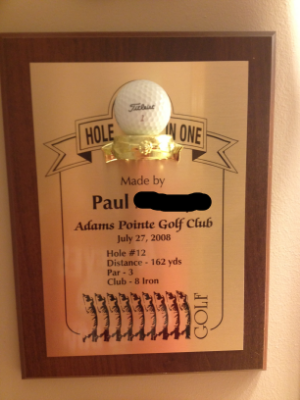 Titleist
1
HOLE IN ONE
Made by
Paul
Adams Pointe Golf Club
July 27, 2008
Hole #12
Distance - 162 yds
Par - 3
Club - 8 Iron
GOLF